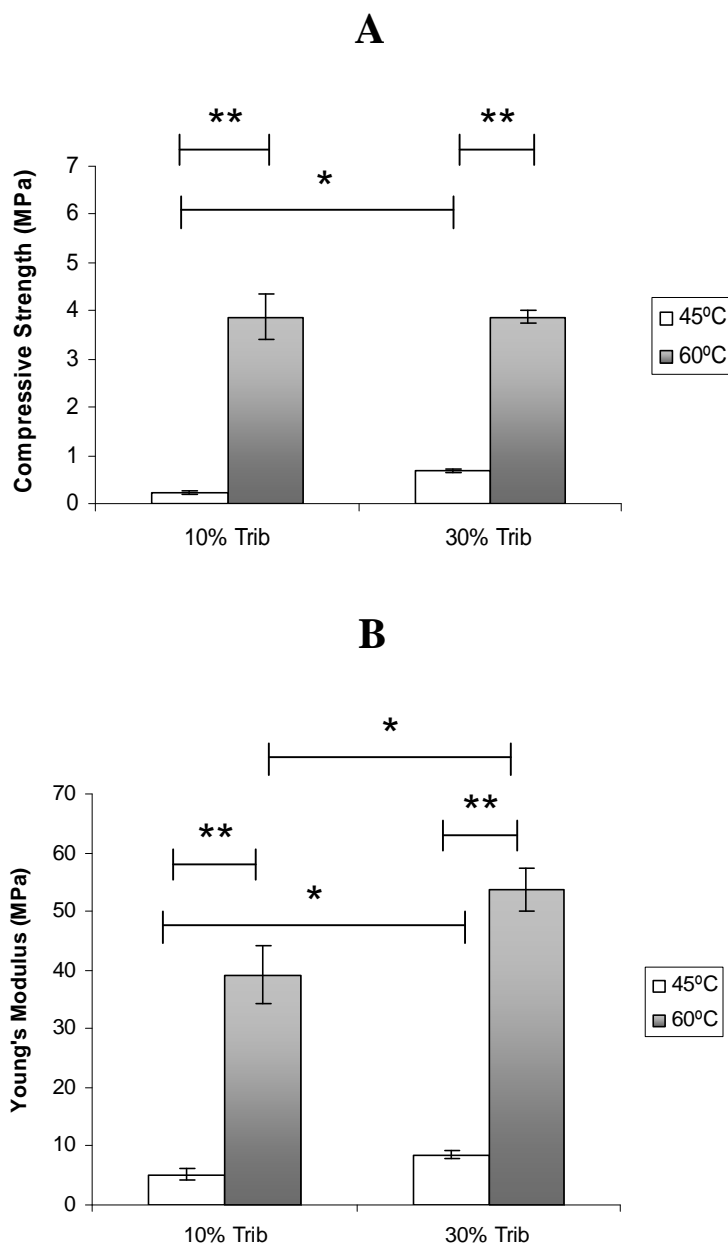 A
**
**
*
7
6
5
4
3
2
1
0
Compressive Strength (MPa)
10% Trib
30% Trib
45ºC
60ºC
B
*
**
**
*
70
60
50
40
30
20
10
0
Young's Modulus (MPa)
10% Trib
30% Trib
45ºC
60ºC